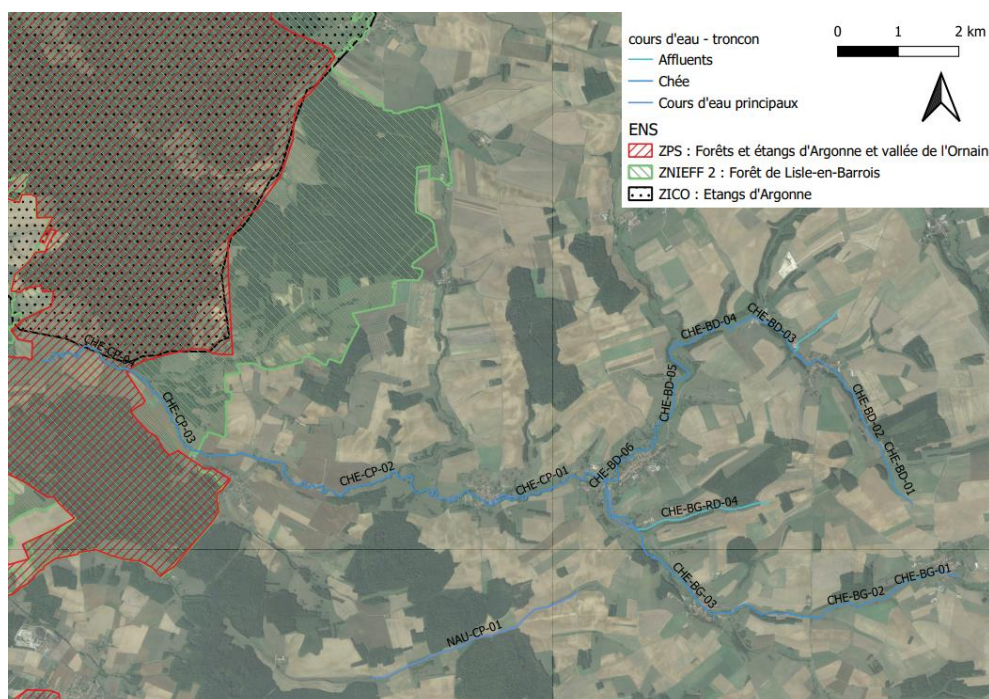 cours d'eau - troncon
Affluents
Chée
Cours d'eau principaux
ENS
ZPS : Forêts et étangs d'Argonne et vallée de l'Ornain
ZNIEFF 2 : Forêt de Lisle-en-Barrois
ZICO : Etangs d'Argonne
0 1 2 km
CHE-BD-04
CHE-BD-03
CHE-CP-04
CHE-BD-05
CHE-CP-03
CHE-BD-02
CHE-BD-06
CHE-CP-02
CHE-CP-01
CHE-BD-01
CHE-BG-RD-04
CHE-BG-01
CHE-BG-03
CHE-BG-02
NAU-CP-01